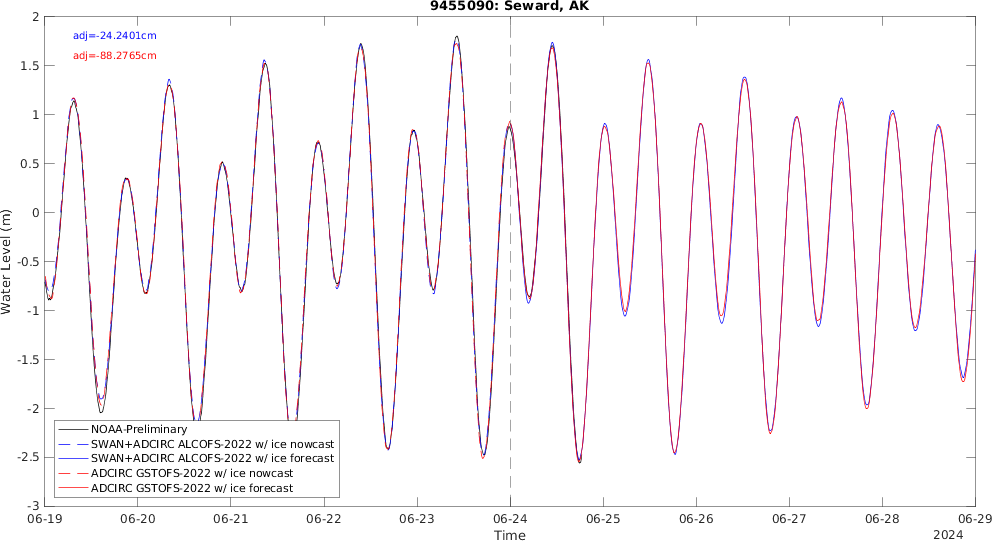 9455090: Seward, AK
adj=-24.2401cm
adj=-88.2765cm
2
1.5
1
0.5
0
-0.5
-1
-1.5
-2
-2.5
-3
Water Level (m)
NOAA-Preliminary
SWAN+ADCIRC ALCOFS-2022 w/ ice nowcast
SWAN+ADCIRC ALCOFS-2022 w/ ice forecast
ADCIRC GSTOFS-2022 w/ ice nowcast
ADCIRC GSTOFS-2022 w/ ice forecast
06-19 06-20 06-21 06-22 06-23 06-24 06-25 06-26 06-27 06-28 06-29
Time
2024